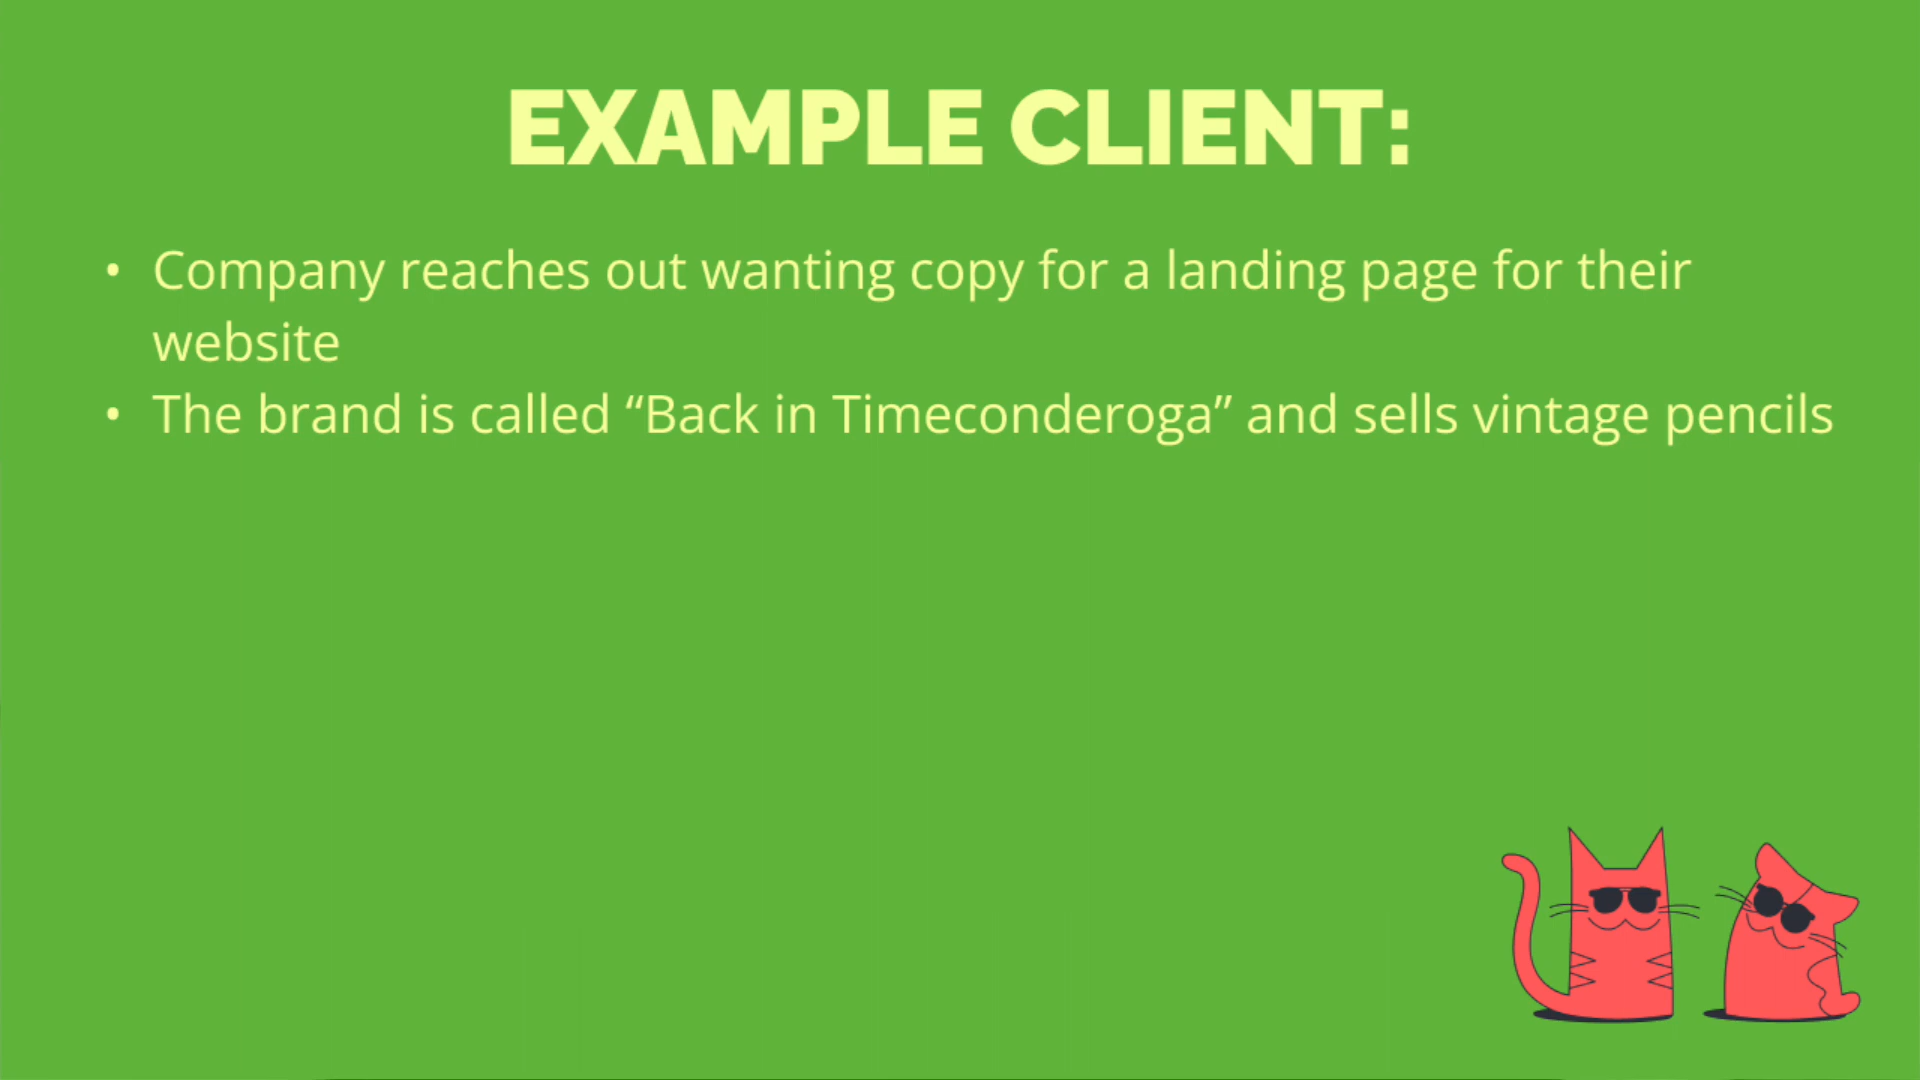 EXAMPLE CLIENT:
• Company reaches out wanting copy for a landing page for their
website
• The brand is called “Back in Timeconderoga” and sells vintage pencils